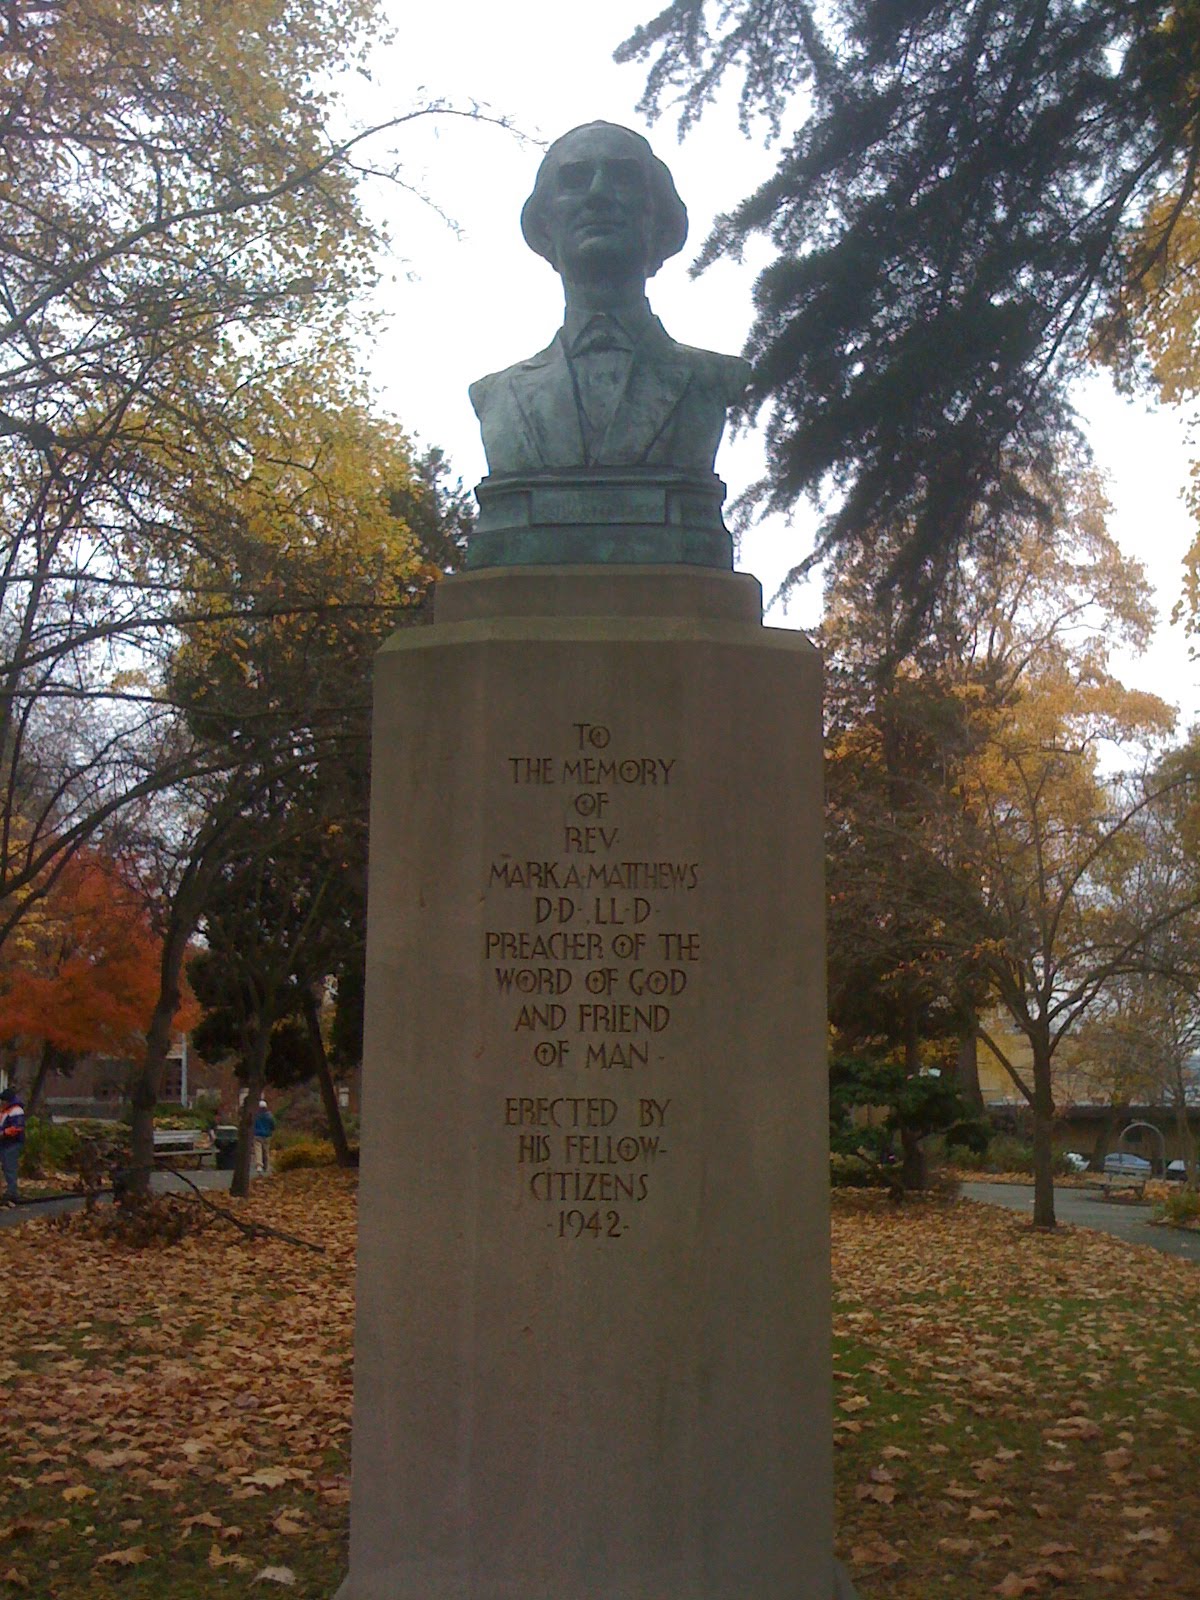 TO
THE MEMORY
OF
REV·
MARK·A·MATTHEWS
D·D· LL·D·
PREACHER OF THE
WORD OF GOD
AND FRIEND
OF MAN·
ERECTED BY
HIS FELLOW-
CITIZENS
·1942·